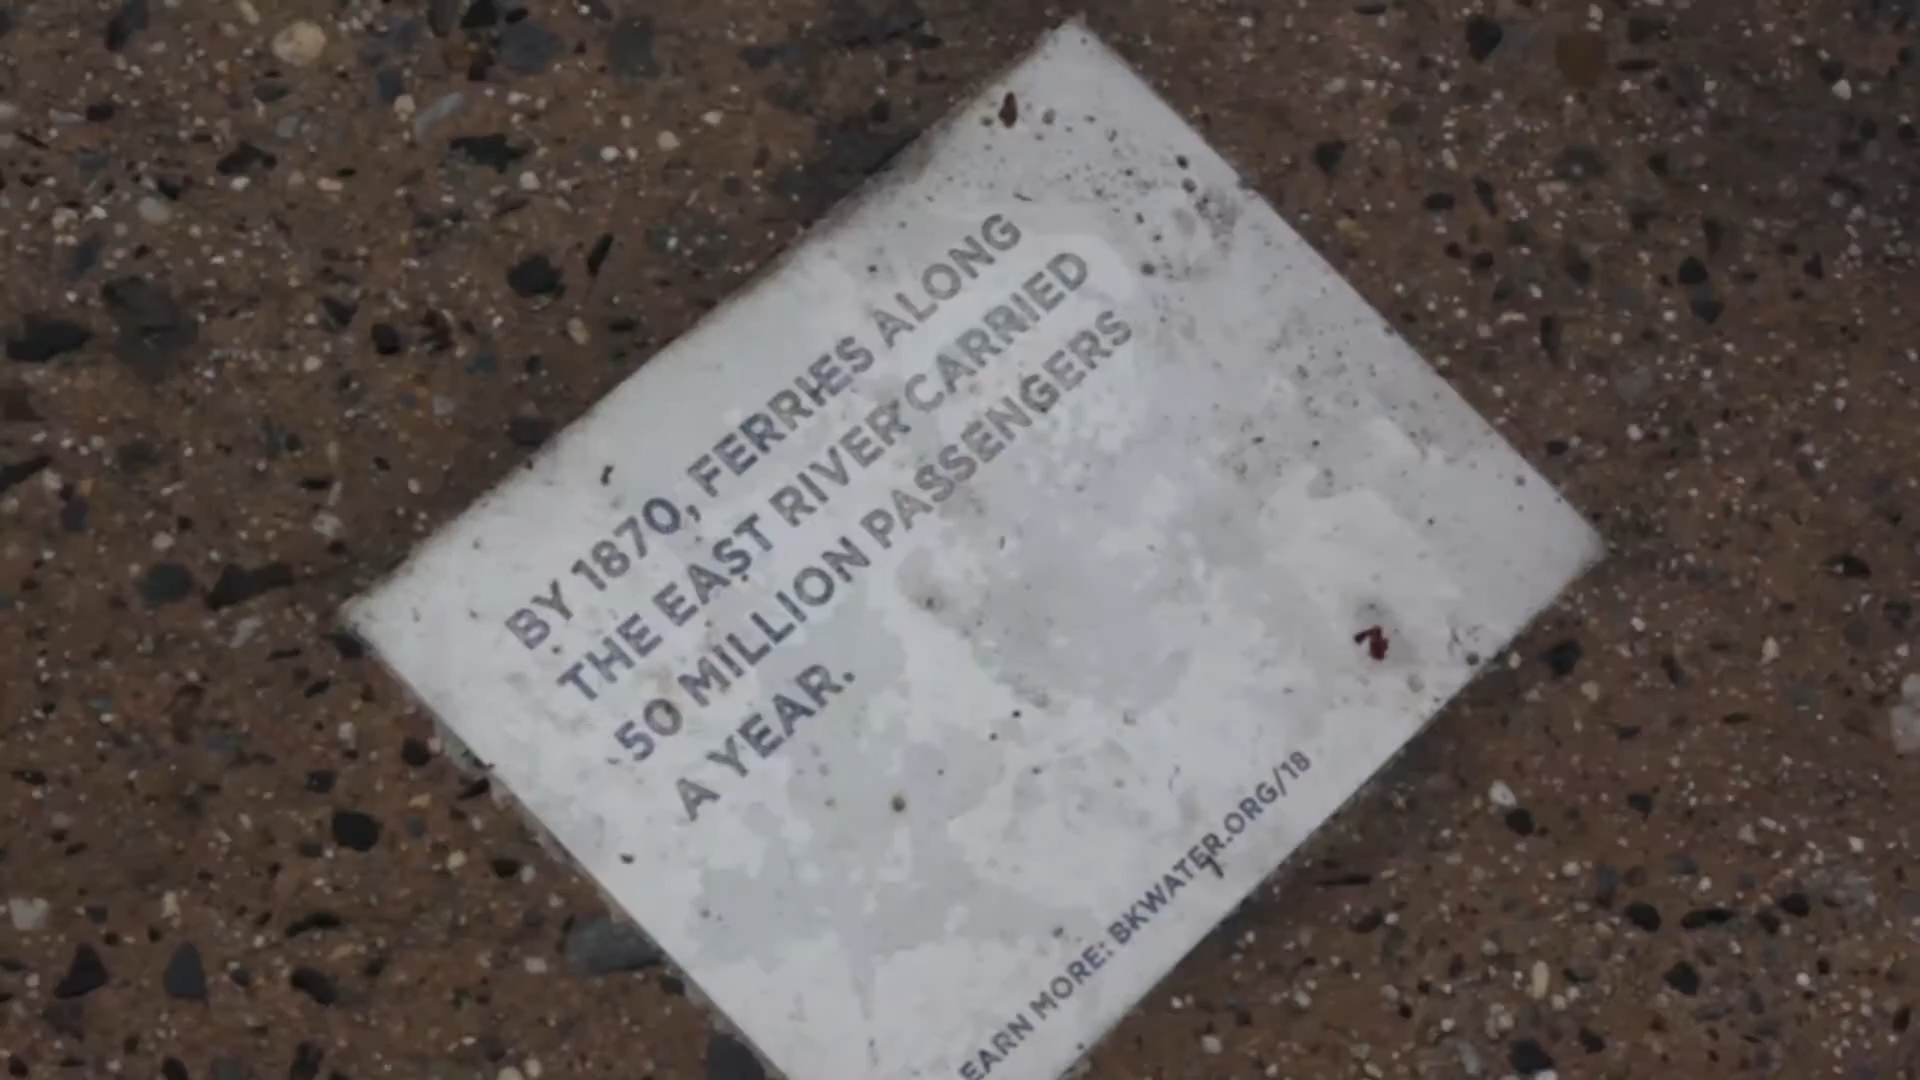 BY 1870, FERRIES ALONG
THE EAST RIVER CARRIED
50 MILLION PASSENGERS
A YEAR.
EARN MORE: BKWATER.ORG/18